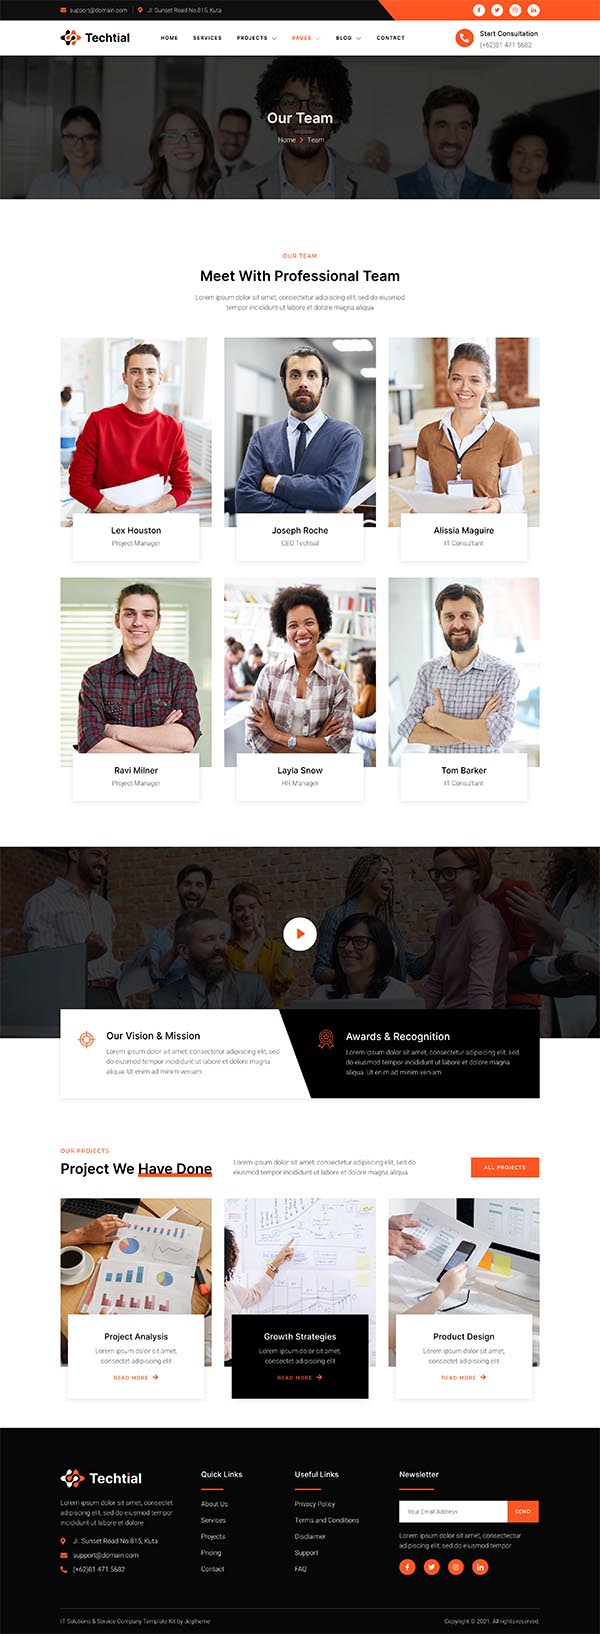 support@domain.com
Jl. Sunset Road No.815, Kuta
Techtial
HOME
SERVICES
PROJECTS
PAGES
BLOG
CONTACT
Start Consultation
(+62)81 471 5682
Our Team
Home
Team
OUR TEAM
Meet With Professional Team
Lorem ipsum dolor sit amet, consectetur adipiscing elit, sed do eiusmod
tempor incididunt ut labore et dolore magna aliqua
Lex Houston
Project Manager
Joseph Roche
CEO Techtial
Alissia Maguire
IT Consultant
Ravi Milner
Project Manager
Layla Snow
HR Manager
Tom Barker
IT Consultant
Our Vision & Mission
Lorem ipsum dolor sit amet, consectetur adipiscing elit, sed
do eiusmod tempor incididunt ut labore et dolore magna
aliqua. Ut enim ad minim veniam
Awards & Recognition
Lorem ipsum dolor sit amet, consectetur adipiscing elit, sed
do eiusmod tempor incididunt ut labore et dolore magna
aliqua. Ut enim ad minim veniam
OUR PROJECTS
Project We Have Done
Lorem ipsum dolor sit amet, consectetur adipiscing elit, sed do
eiusmod tempor incididunt ut labore et dolore magna aliqua.
ALL PROJECTS
Project Analysis
Lorem ipsum dolor sit amet,
consectet adipiscing elit
READ MORE
Growth Strategies
Lorem ipsum dolor sit amet,
consectet adipiscing elit
READ MORE
Product Design
Lorem ipsum dolor sit amet,
consectet adipiscing elit
READ MORE
Techtial
Lorem ipsum dolor sit amet, consectetur
adipiscing elit, sed do eiusmod tempor
incididunt ut labore et dolore
Jl. Sunset Road No.815, Kuta
support@domain.com
(+62)81 471 5682
Quick Links
About Us
Services
Projects
Pricing
Contact
Useful Links
Privacy Policy
Terms and Conditions
Disclaimer
Support
FAQ
Newsletter
Your Email Address
SEND
Lorem ipsum dolor sit amet, consectetur
adipiscing elit, sed do eiusmod tempor
IT Solutions & Service Company Template Kit by Jegtheme
Copyright © 2021. All rights reserved.